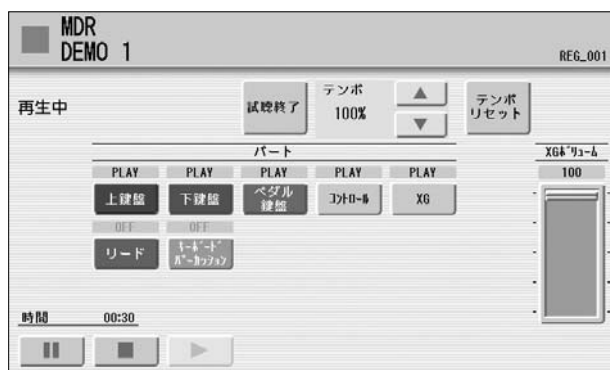 MDR
DEMO 1
REG_001
再生中
試聴終了
テンポ
100%
テンポ
リセット
パート
XGﾎﾞﾘｭｰﾑ
PLAY PLAY PLAY PLAY PLAY
100
上鍵盤 下鍵盤 ペダル
鍵盤
ｺﾝﾄﾛｰﾙ XG
OFF OFF
リード ｷｰﾎﾞｰﾄﾞ
ﾊﾟｰｶｯｼｮﾝ
時間 00:30